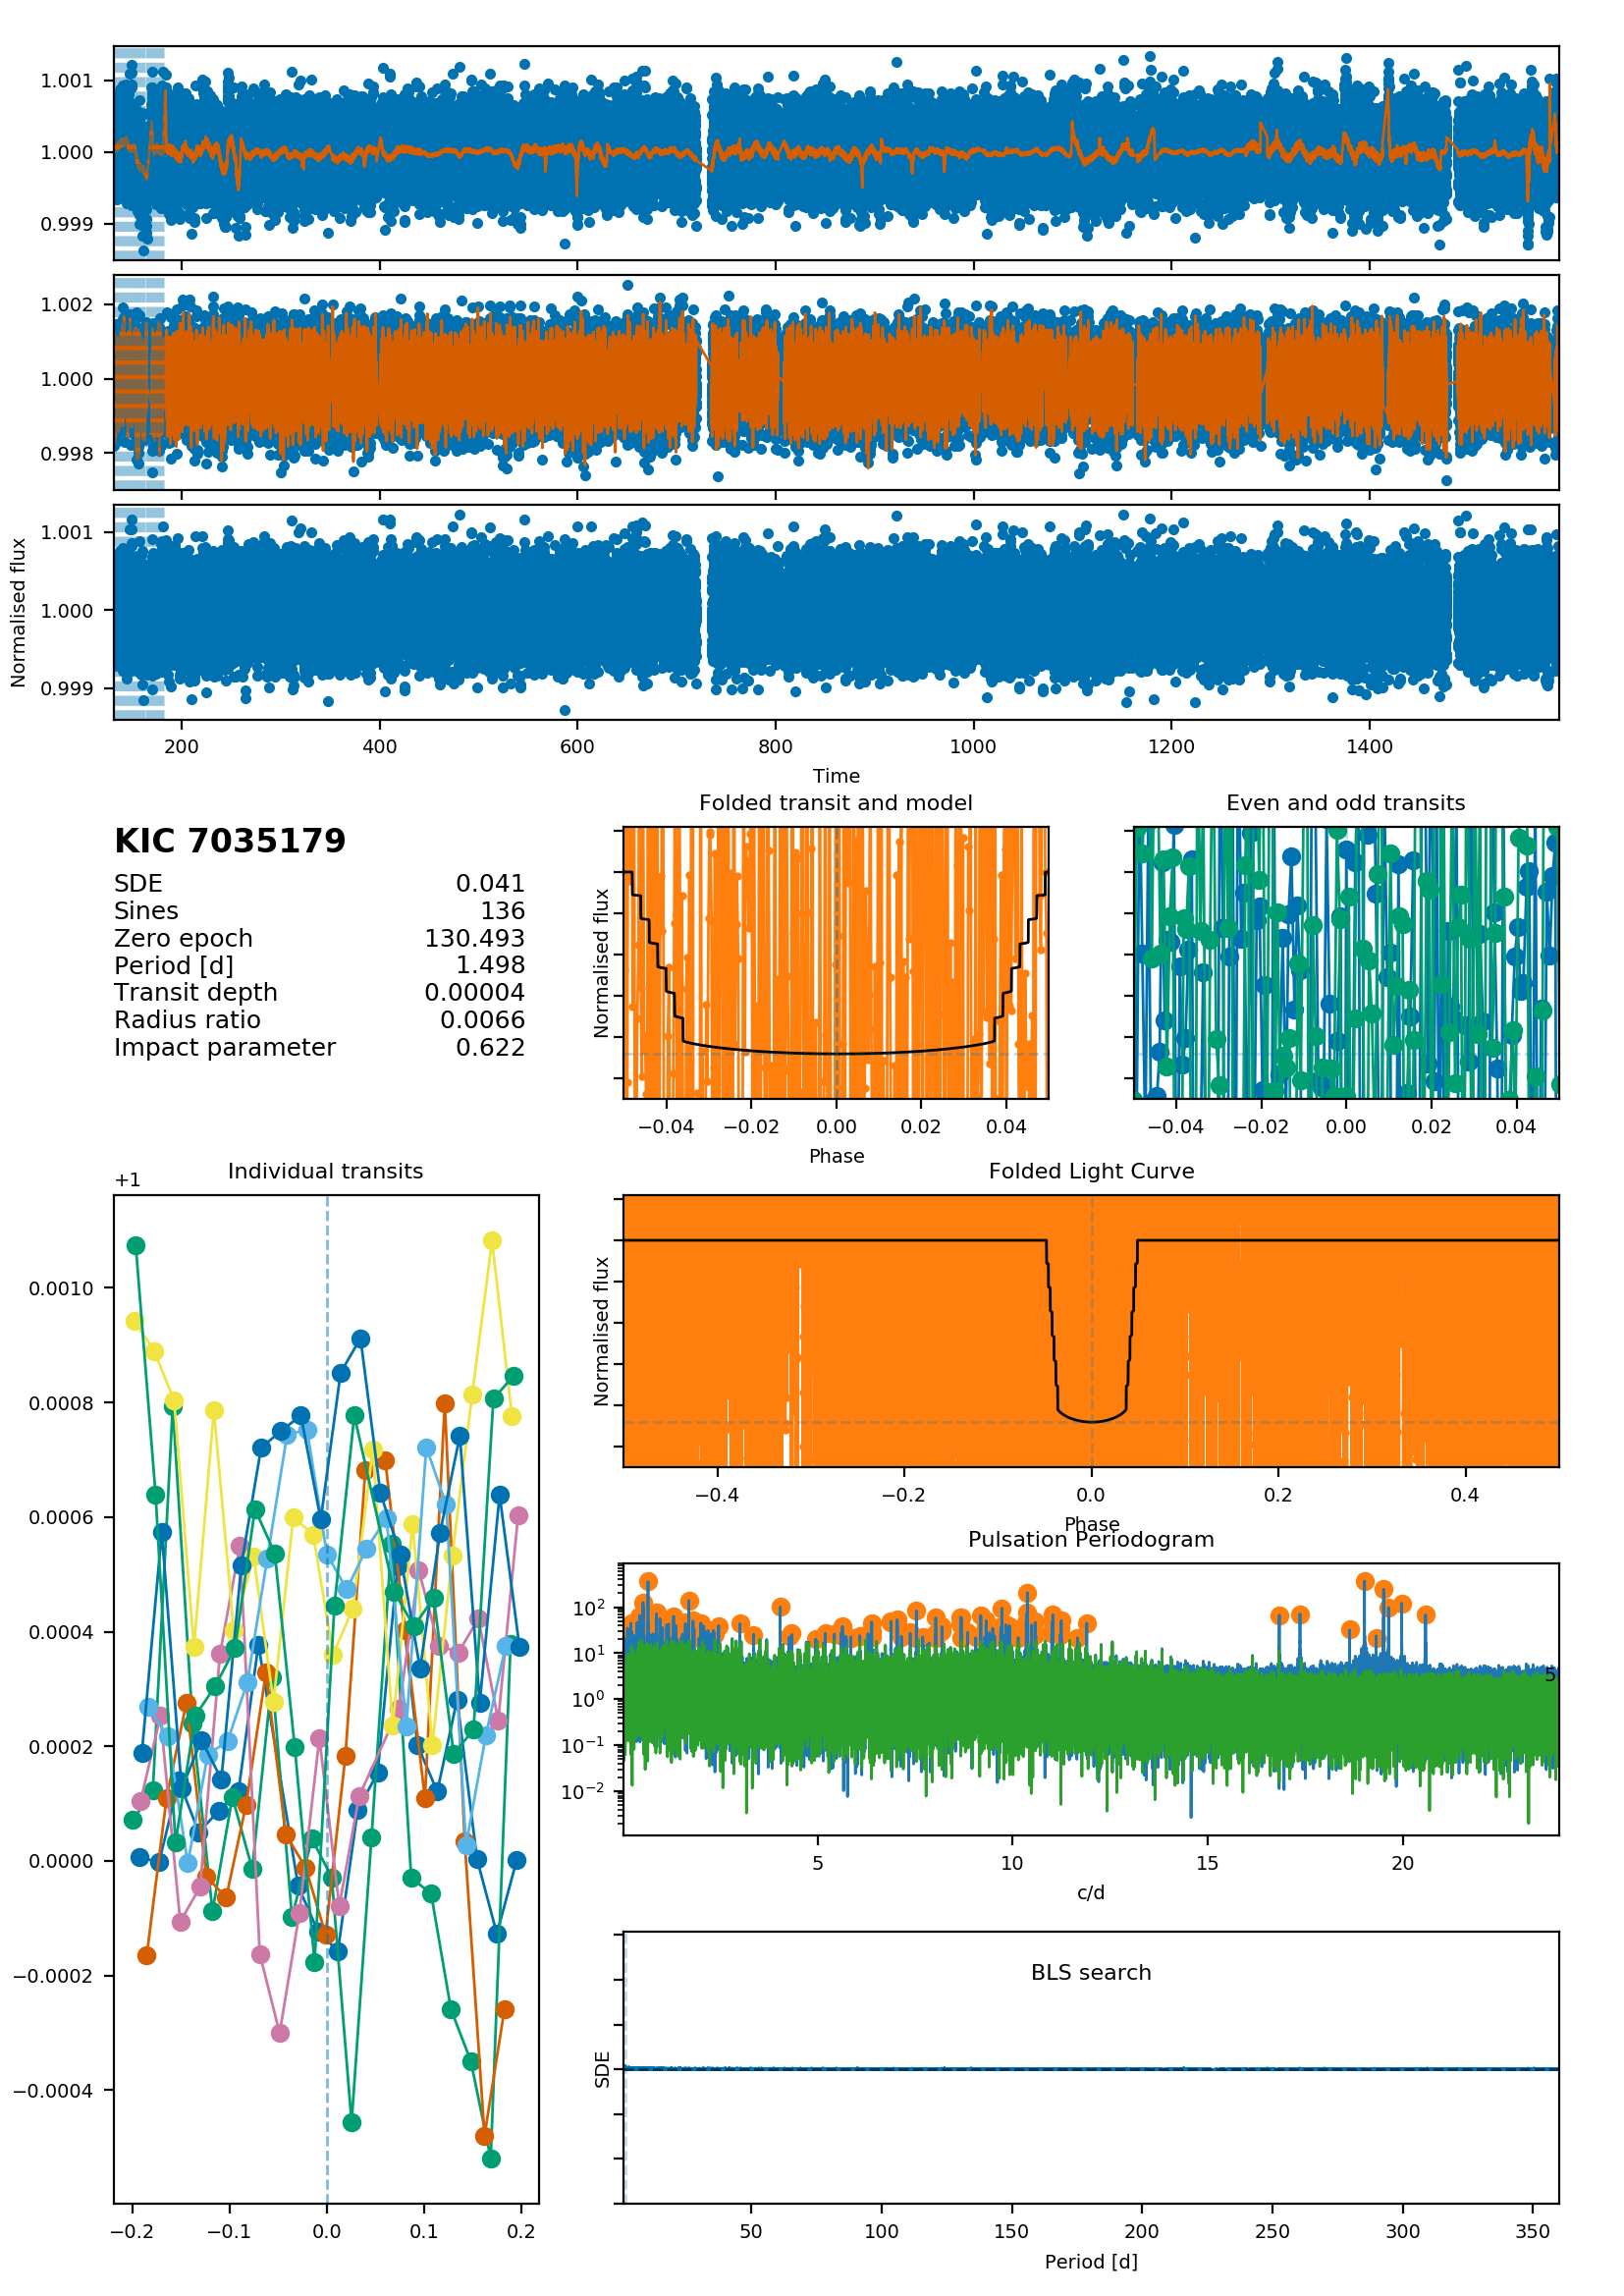 1.001
1.000
0.999
1.002
1.000
0.998
1.001
1.000
0.999
Normalised flux
200 400 600 800 1000 1200 1400
Time
KIC 7035179
SDE 0.041
Sines 136
Zero epoch 130.493
Period [d] 1.498
Transit depth 0.00004
Radius ratio 0.0066
Impact parameter 0.622
Folded transit and model
Normalised flux
−0.04 −0.02 0.00 0.02 0.04
Phase
Even and odd transits
−0.04 −0.02 0.00 0.02 0.04
Individual transits
+1
0.0010
0.0008
0.0006
0.0004
0.0002
0.0000
−0.0002
−0.0004
−0.2 −0.1 0.0 0.1 0.2
Folded Light Curve
Normalised flux
−0.4 −0.2 0.0 0.2 0.4
Phase
Pulsation Periodogram
10²
10¹
10⁰
10⁻¹
10⁻²
5
5 10 15 20
c/d
BLS search
SDE
50 100 150 200 250 300 350
Period [d]